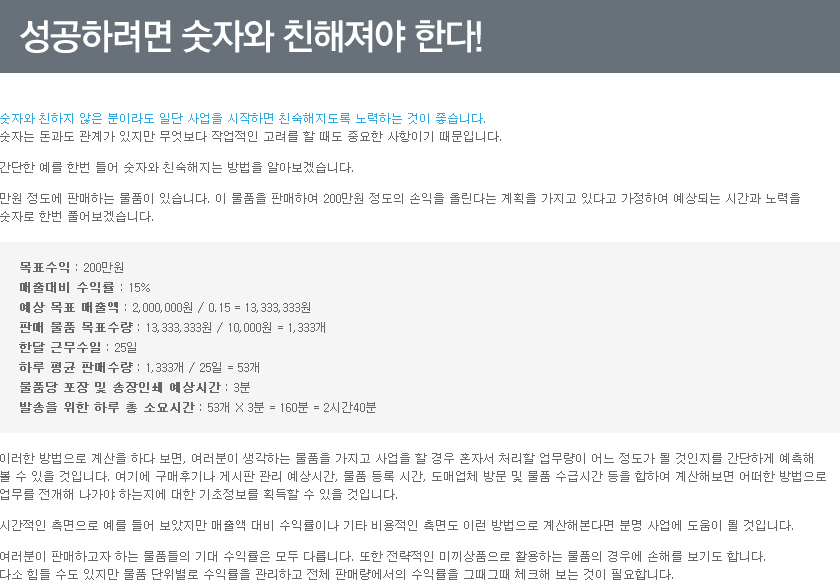 성공하려면 숫자와 친해져야 한다!
숫자와 친하지 않은 분이라도 일단 사업을 시작하면 친숙해지도록 노력하는 것이 좋습니다.
숫자는 돈과도 관계가 있지만 무엇보다 작업적인 고려를 할 때도 중요한 사항이기 때문입니다.
간단한 예를 한번 들어 숫자와 친숙해지는 방법을 알아보겠습니다.
만원 정도에 판매하는 물품이 있습니다. 이 물품을 판매하여 200만원 정도의 손익을 올린다는 계획을 가지고 있다고 가정하여 예상되는 시간과 노력을
숫자로 한번 풀어보겠습니다.
목표수익 : 200만원
매출대비 수익률 : 15%
예상 목표 매출액 : 2,000,000원 / 0.15 = 13,333,333원
판매 물품 목표수량 : 13,333,333원 / 10,000원 = 1,333개
한달 근무수일 : 25일
하루 평균 판매수량 : 1,333개 / 25일 = 53개
물품당 포장 및 송장인쇄 예상시간 : 3분
발송을 위한 하루 총 소요시간 : 53개 X 3분 = 160분 = 2시간40분
이러한 방법으로 계산을 하다 보면, 여러분이 생각하는 물품을 가지고 사업을 할 경우 혼자서 처리할 업무량이 어느 정도가 될 것인지를 간단하게 예측해
볼 수 있을 것입니다. 여기에 구매후기나 게시판 관리 예상시간, 물품 등록 시간, 도매업체 방문 및 물품 수급시간 등을 합하여 계산해보면 어떠한 방법으로
업무를 전개해 나가야 하는지에 대한 기초정보를 획득할 수 있을 것입니다.
시간적인 측면으로 예를 들어 보았지만 매출액 대비 수익률이나 기타 비용적인 측면도 이런 방법으로 계산해본다면 분명 사업에 도움이 될 것입니다.
여러분이 판매하고자 하는 물품들의 기대 수익률은 모두 다릅니다. 또한 전략적인 미끼상품으로 활용하는 물품의 경우에 손해를 보기도 합니다.
다소 힘들 수도 있지만 물품 단위별로 수익률을 관리하고 전체 판매량에서의 수익률을 그때그때 체크해 보는 것이 필요합니다.